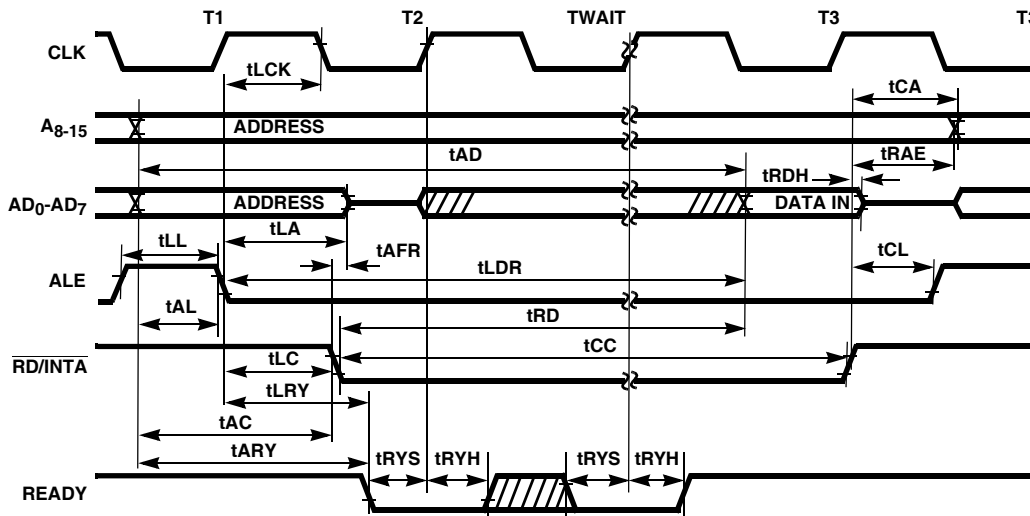 T1 T2 TWAIT T3 T
CLK
tLCK
tCA
A8-15
ADDRESS
tAD
tRAE
tRDH
AD0-AD7
ADDRESS
DATA IN
tLL
tLA
tAFR
tCL
ALE
tLDR
tAL
tRD
RD/INTA
tLC
tCC
tLRY
tAC
tARY
tRYS tRYH tRYS tRYH
READY